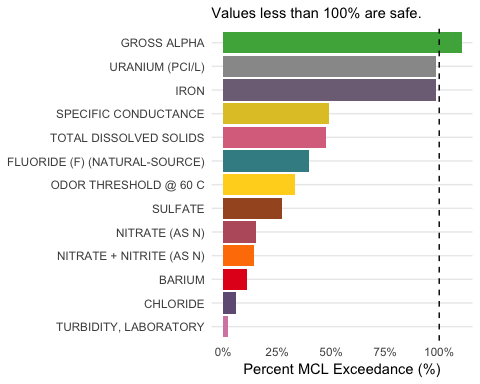 Values less than 100% are safe.
GROSS ALPHA
URANIUM (PCI/L)
IRON
SPECIFIC CONDUCTANCE
TOTAL DISSOLVED SOLIDS
FLUORIDE (F) (NATURAL-SOURCE)
ODOR THRESHOLD @ 60 C
SULFATE
NITRATE (AS N)
NITRATE + NITRITE (AS N)
BARIUM
CHLORIDE
TURBIDITY, LABORATORY
0% 25% 50% 75% 100%
Percent MCL Exceedance (%)